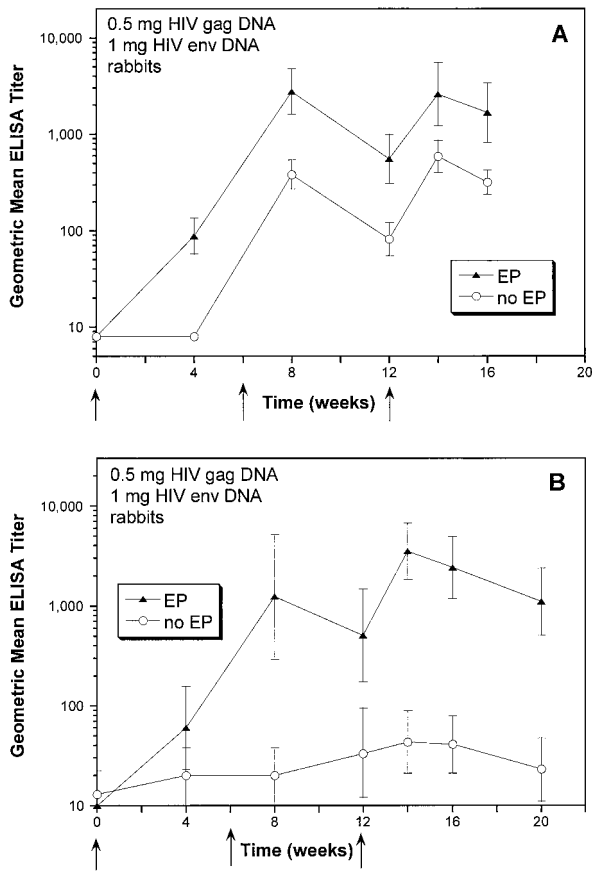 0.5 mg HIV gag DNA
1 mg HIV env DNA
rabbits
A
10,000
1,000
100
10
Geometric Mean ELISA Titer
EP
no EP
0 4 8 12 16 20
Time (weeks)
0.5 mg HIV gag DNA
1 mg HIV env DNA
rabbits
B
10,000
1,000
100
10
Geometric Mean ELISA Titer
EP
no EP
0 4 8 12 16 20
Time (weeks)